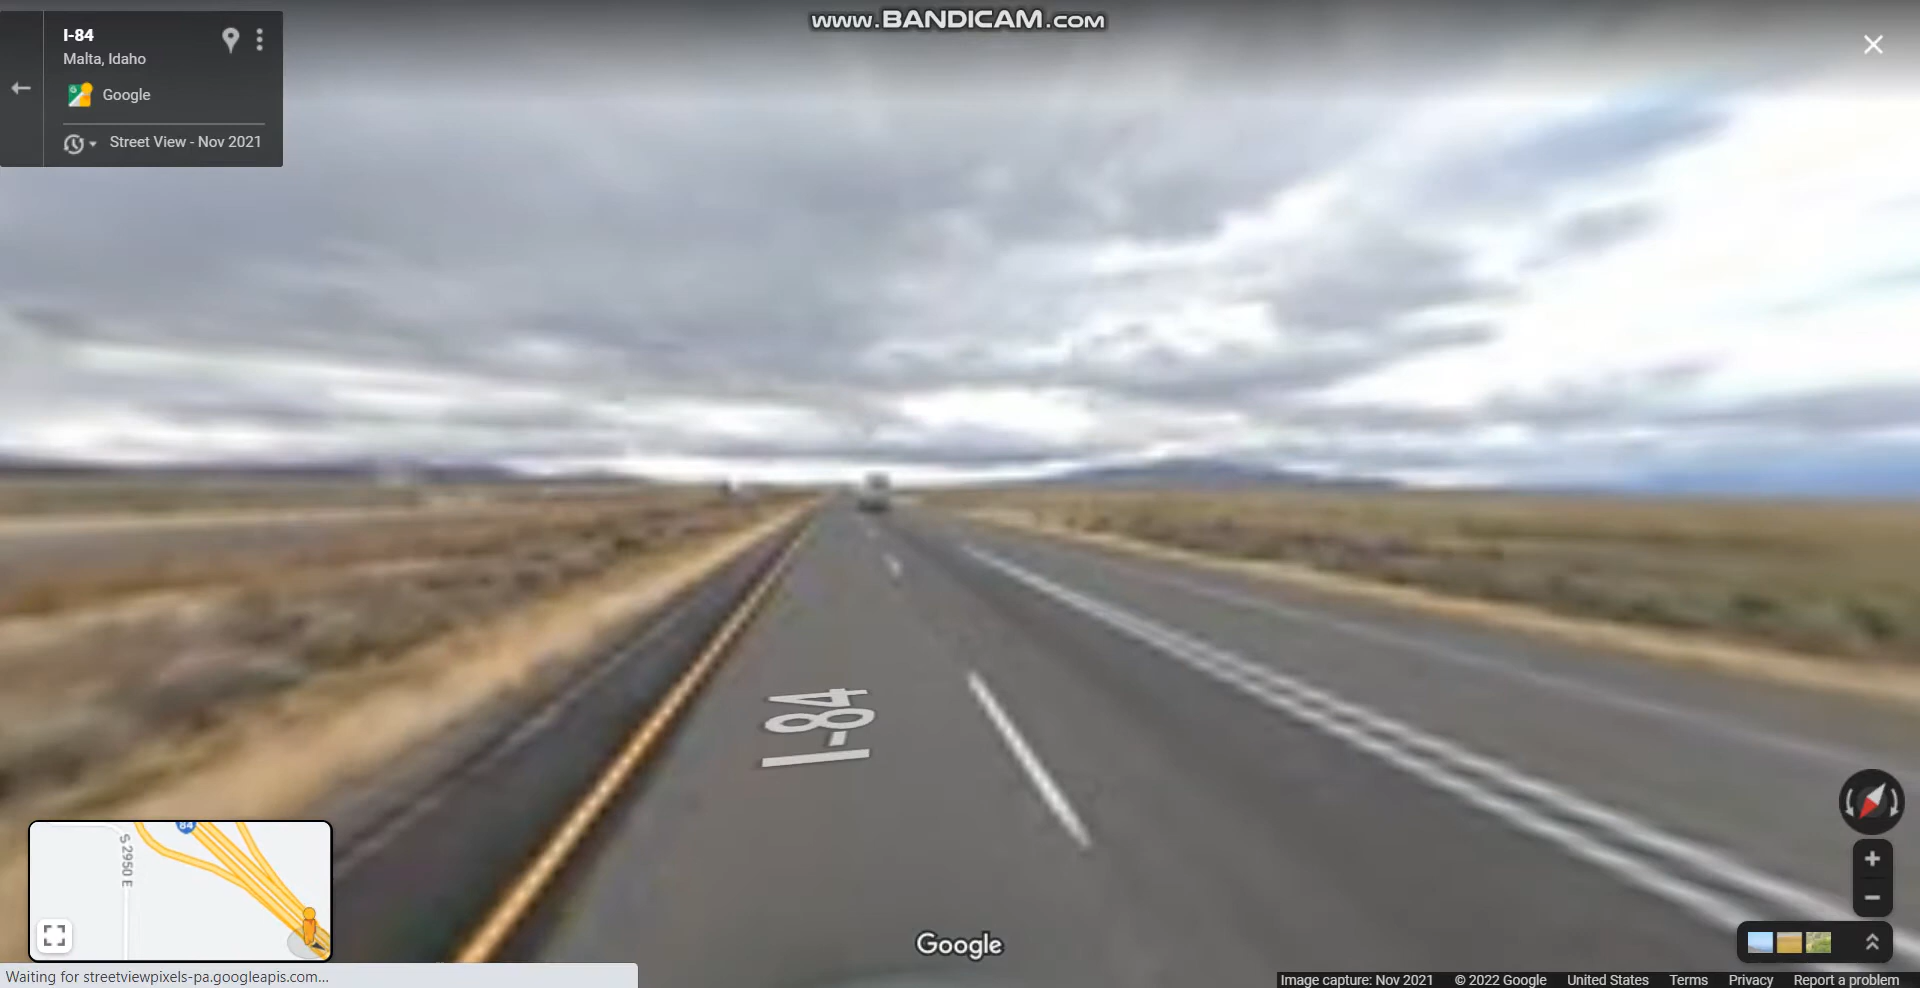 www.BANDICAM.com
I-84
Malta, Idaho
Google
Street View - Nov 2021
I-84
84
S 2950 E
Google
Waiting for streetviewpixels-pa.googleapis.com...
Image capture: Nov 2021 © 2022 Google United States Terms Privacy Report a problem